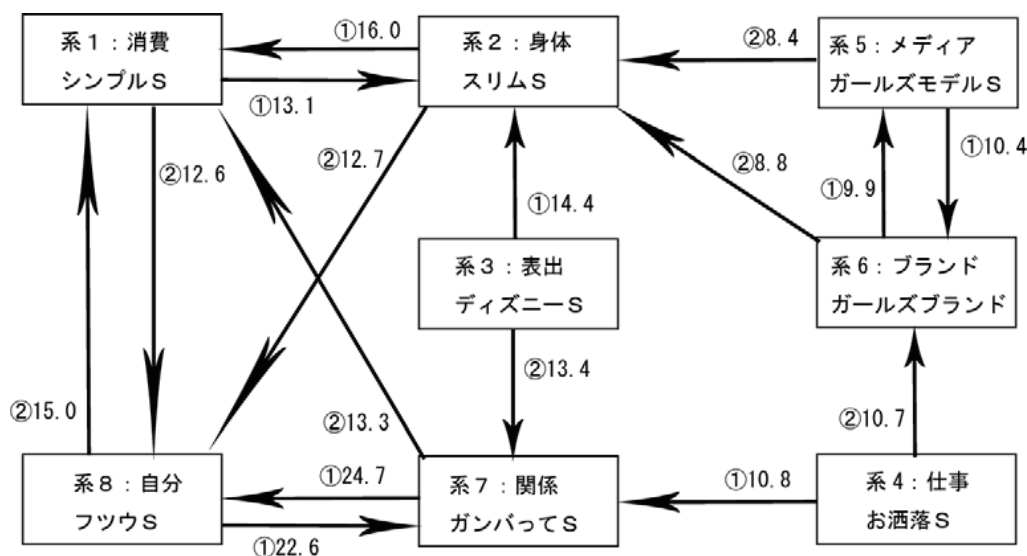 系1：消費
シンプルS
①16.0
系2：身体
スリムS
②8.4
系5：メディア
ガールズモデルS
①13.1
②12.6
②12.7
①14.4
②8.8
①9.9
①10.4
系3：表出
ディズニーS
系6：ブランド
ガールズブランド
②15.0
②13.3
②13.4
②10.7
系8：自分
フツウS
①24.7
①22.6
系7：関係
ガンバってS
①10.8
系4：仕事
お洒落S